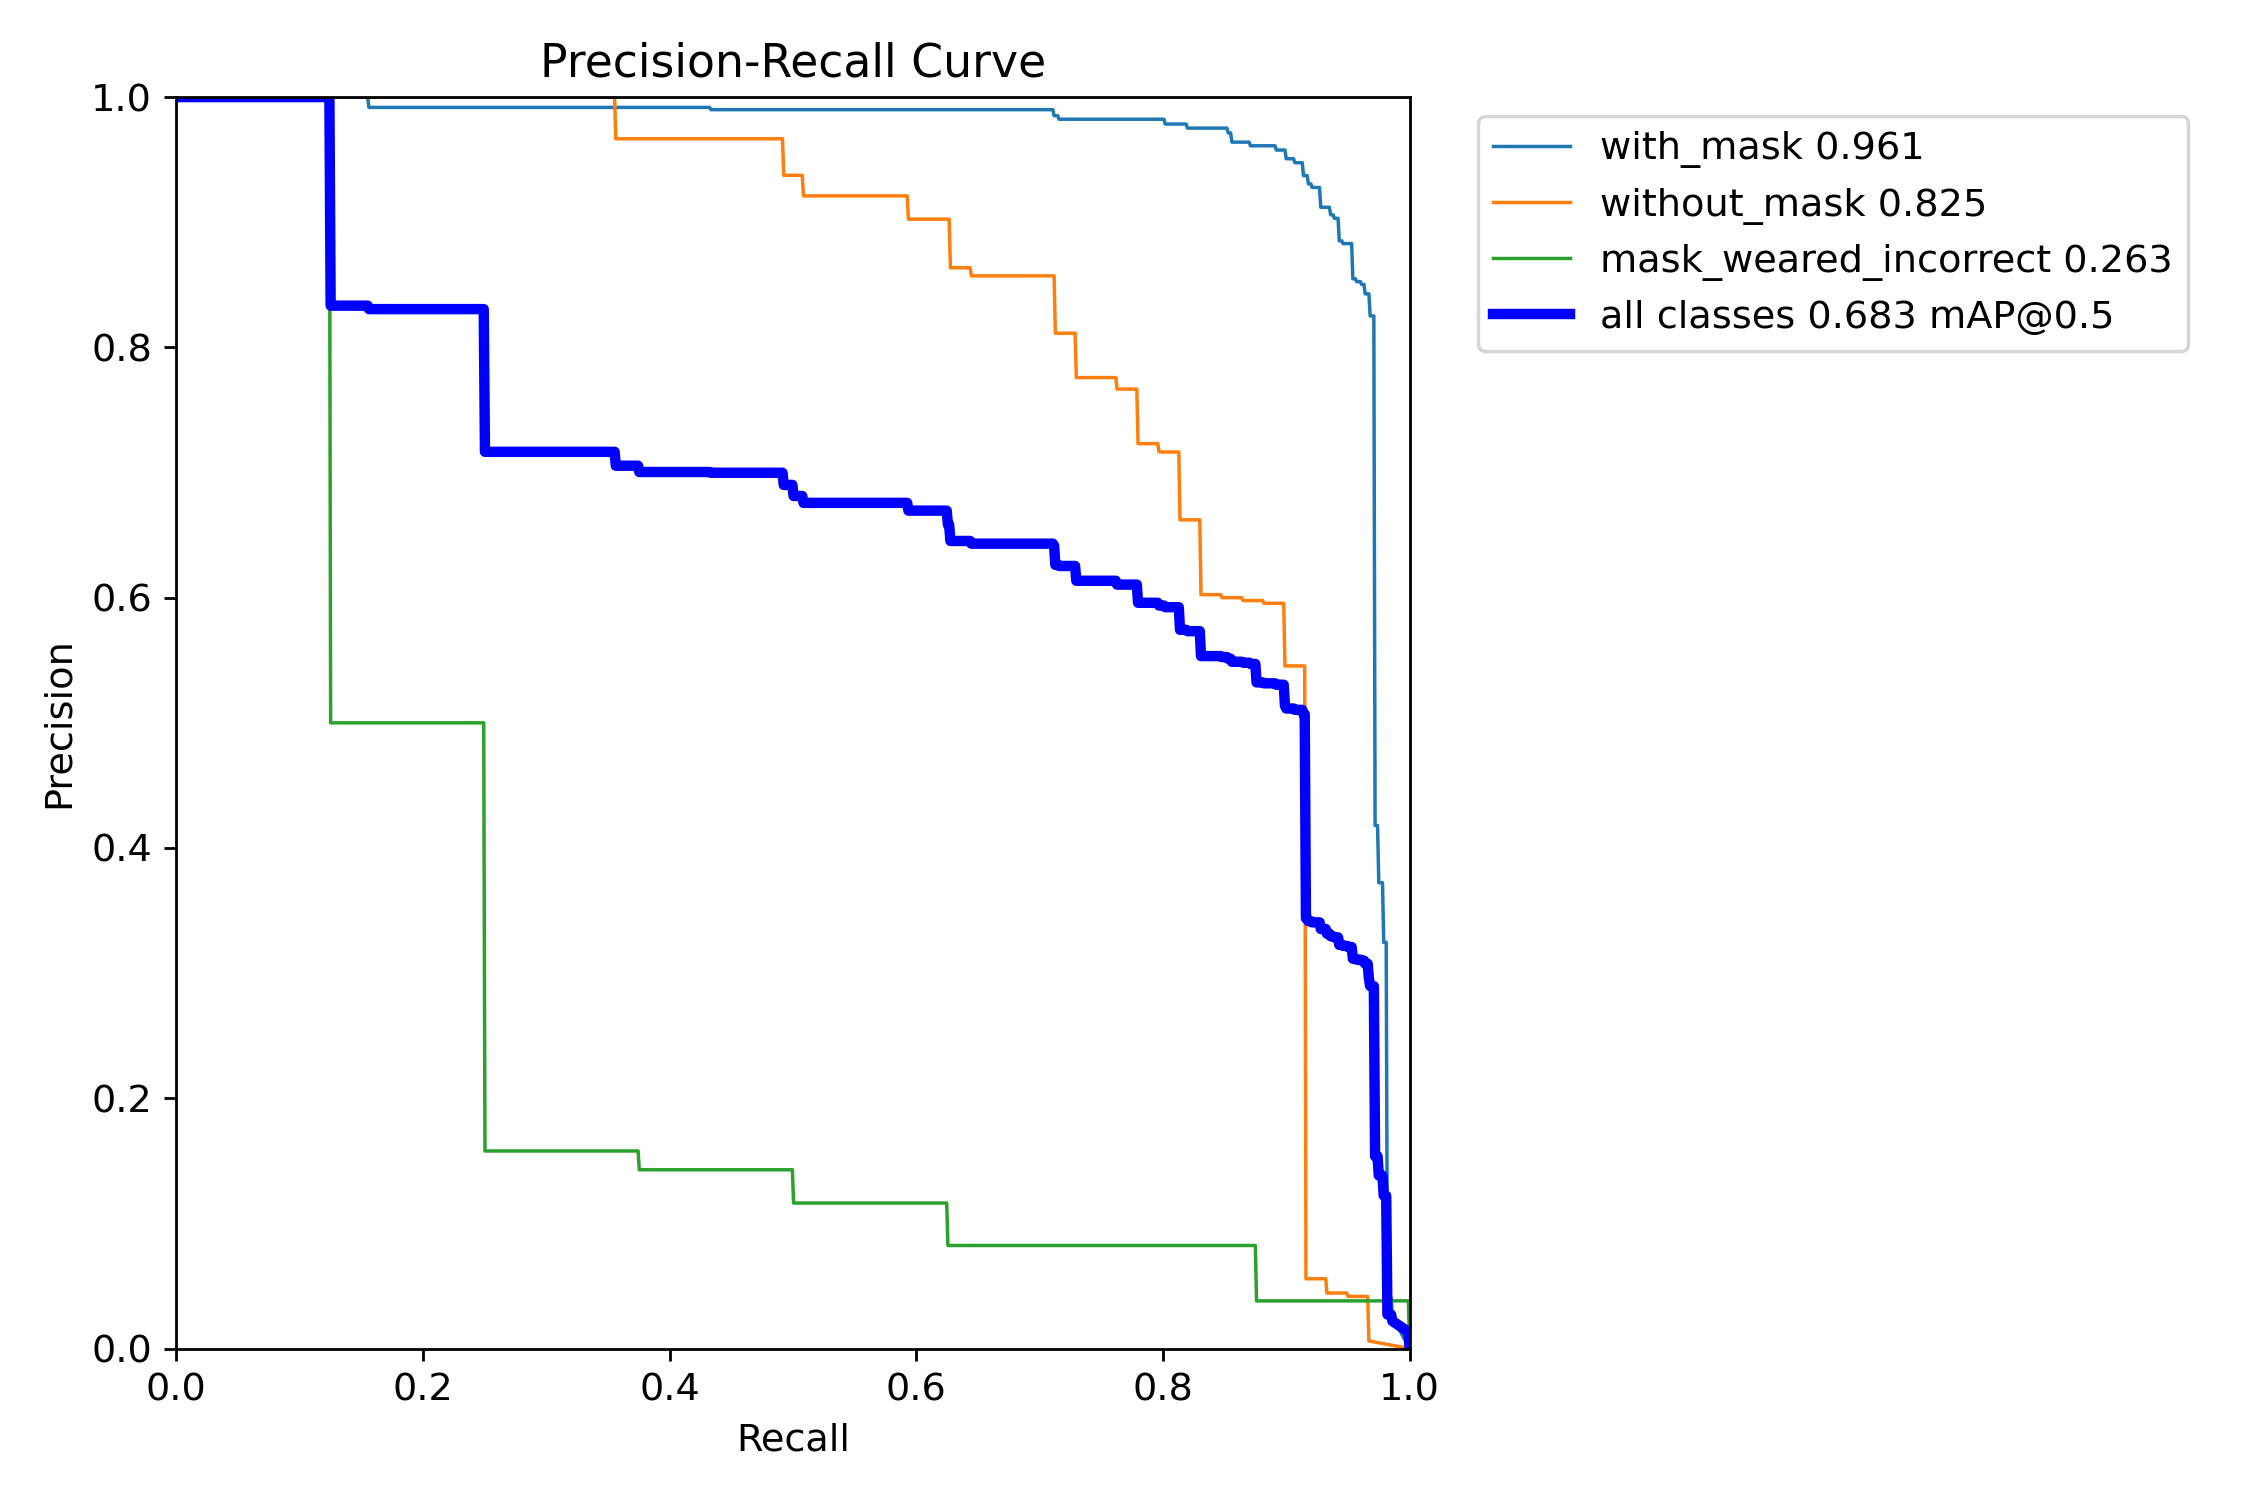 Precision-Recall Curve
1.0
0.8
0.6
0.4
0.2
0.0
Precision
0.0 0.2 0.4 0.6 0.8 1.0
Recall
with_mask 0.961
without_mask 0.825
mask_weared_incorrect 0.263
all classes 0.683 mAP@0.5